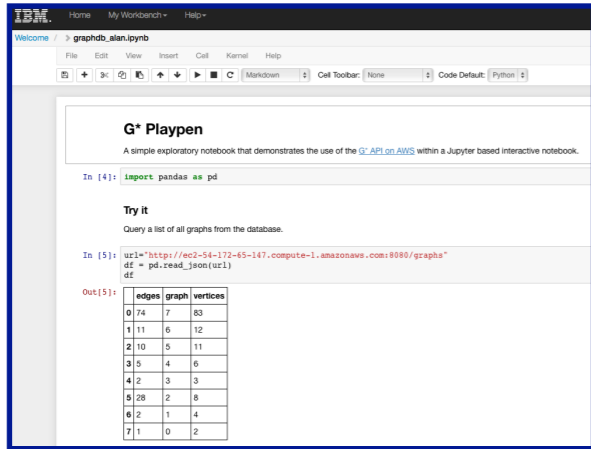 IBM. Home My Workbench Help
Welcome / > graphdb_alan.ipynb
File Edit View Insert Cell Kernel Help
Markdown Cell Toolbar: None Code Default: Python
G* Playpen
A simple exploratory notebook that demonstrates the use of the G* API on AWS within a Jupyter based interactive notebook.
In [4]: import pandas as pd
Try it
Query a list of all graphs from the database.
In [5]: url="http://ec2-54-172-65-147.compute-1.amazonaws.com:8080/graphs"
df = pd.read_json(url)
df
Out[5]:
edges graph vertices
0 74 7 83
1 11 6 12
2 10 5 11
3 5 4 6
4 2 3 3
5 28 2 8
6 2 1 4
7 1 0 2